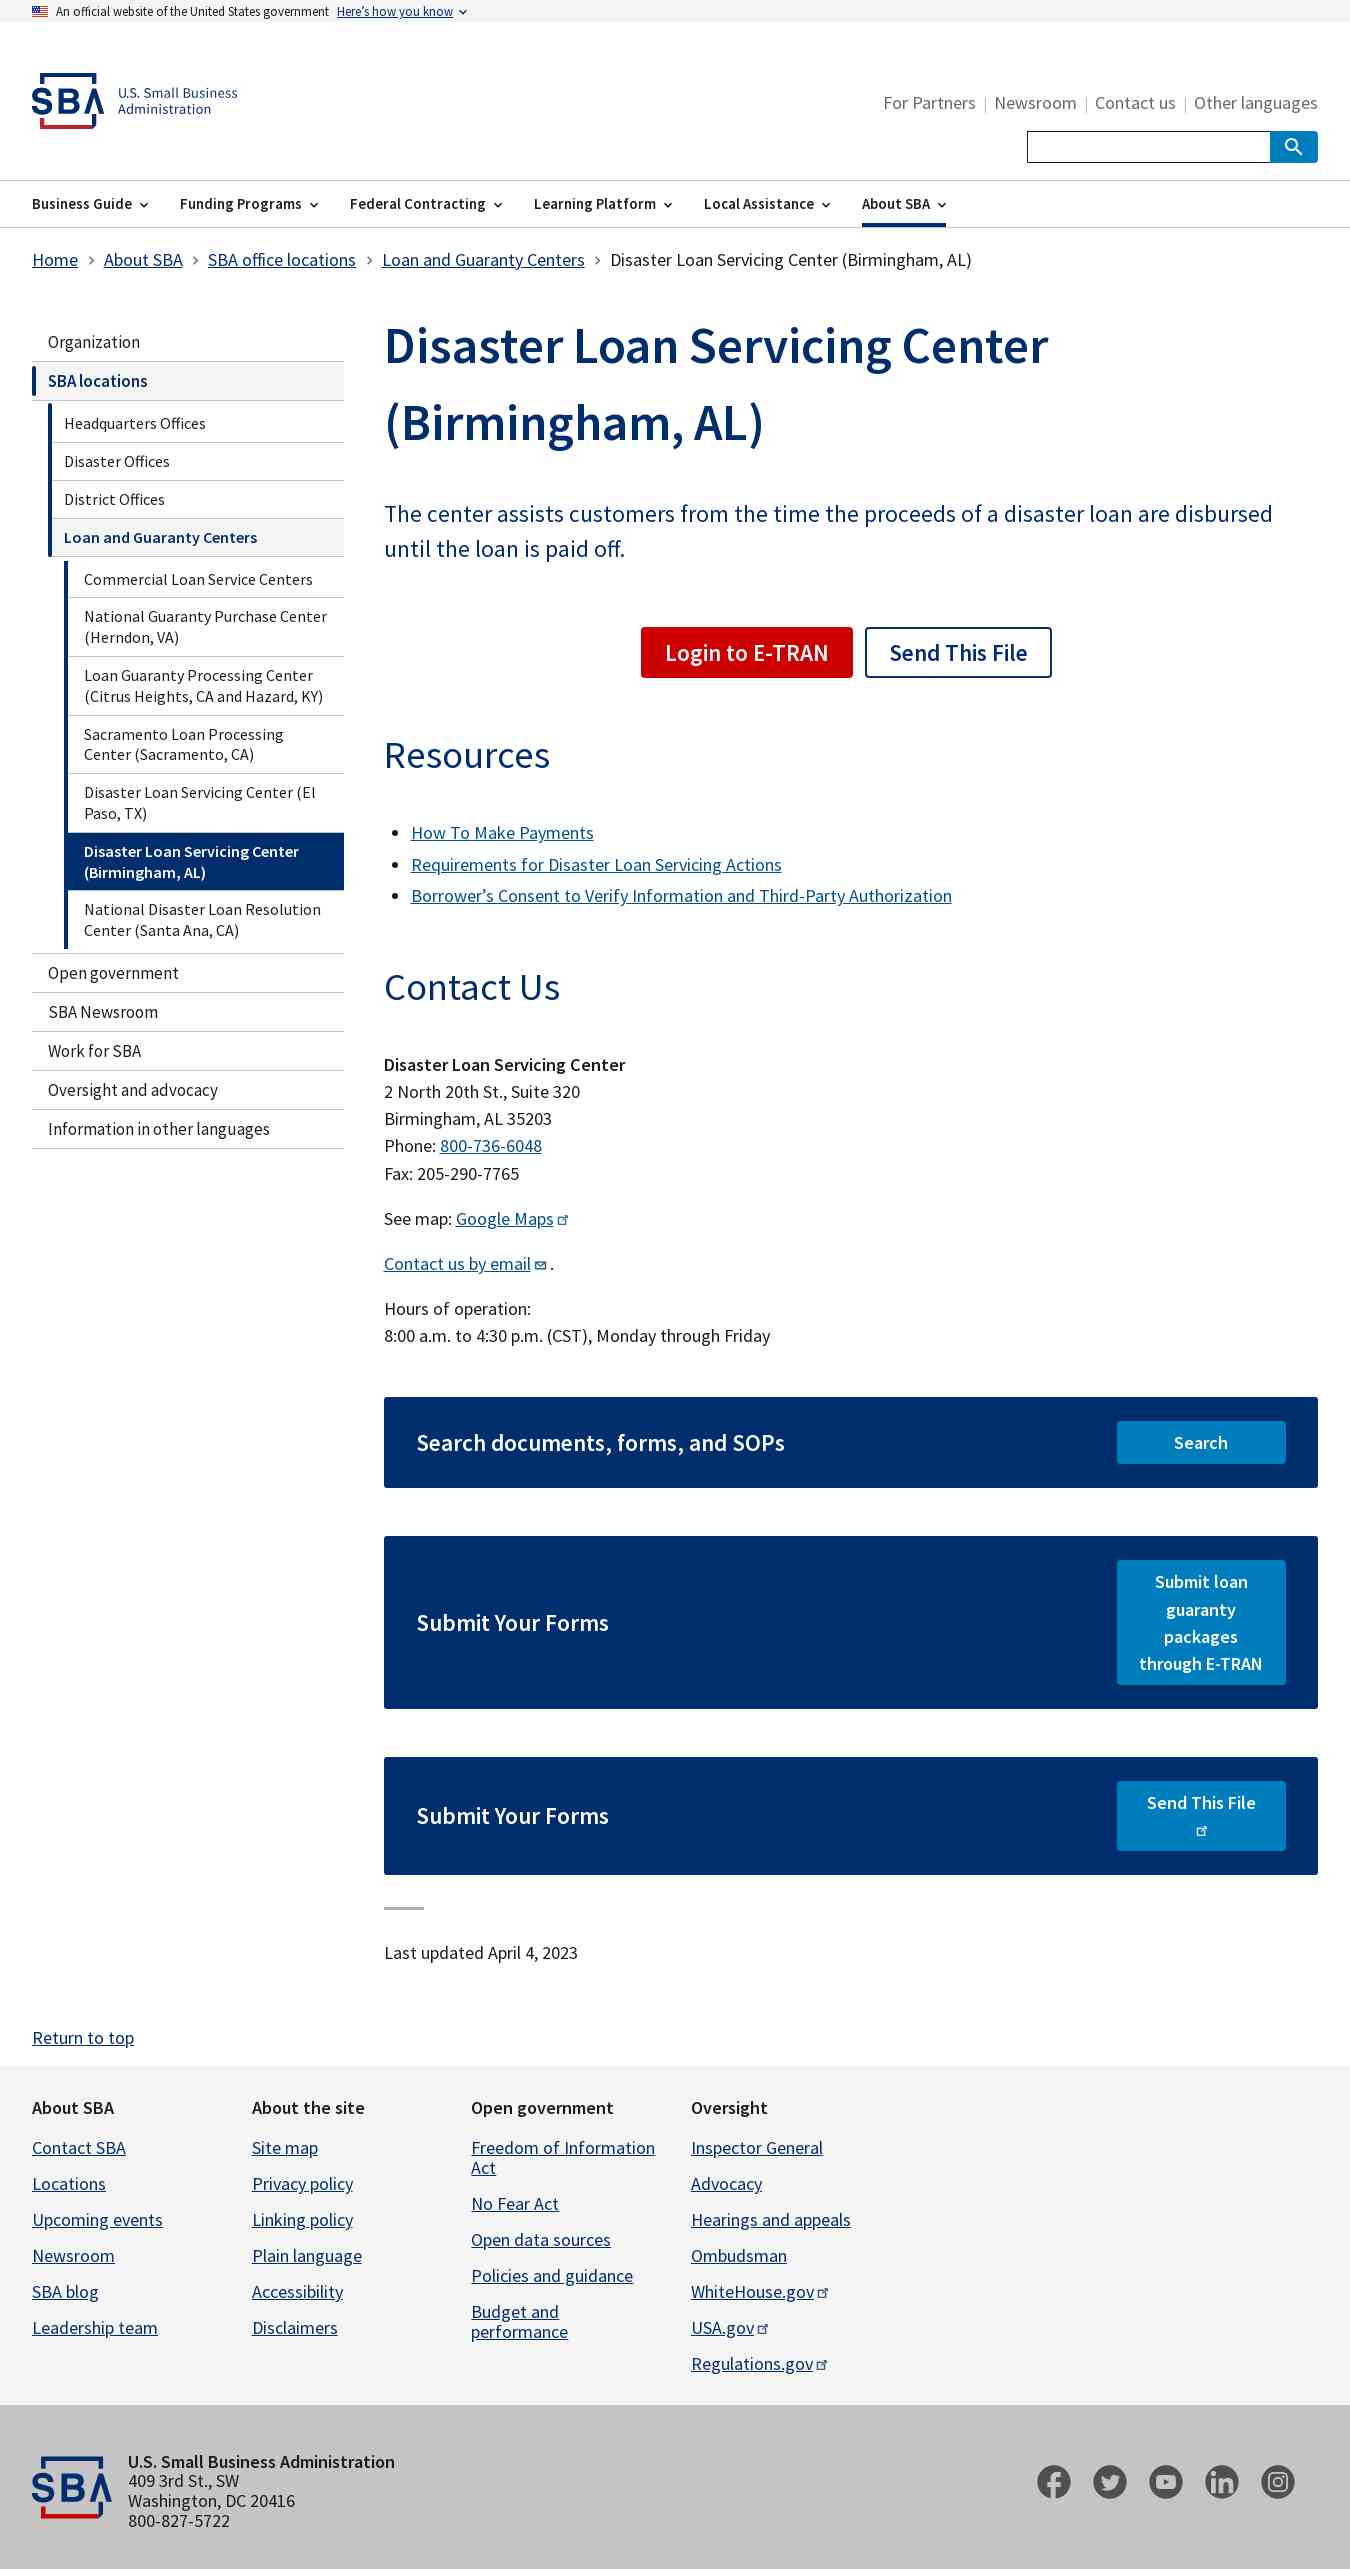 An official website of the United States government Here's how you know
SBA U.S. Small Business
Administration
For Partners | Newsroom | Contact us | Other languages
Business Guide Funding Programs Federal Contracting Learning Platform Local Assistance About SBA
Home > About SBA > SBA office locations > Loan and Guaranty Centers > Disaster Loan Servicing Center (Birmingham, AL)
Organization
SBA locations
Headquarters Offices
Disaster Offices
District Offices
Loan and Guaranty Centers
Commercial Loan Service Centers
National Guaranty Purchase Center
(Herndon, VA)
Loan Guaranty Processing Center
(Citrus Heights, CA and Hazard, KY)
Sacramento Loan Processing
Center (Sacramento, CA)
Disaster Loan Servicing Center (El
Paso, TX)
Disaster Loan Servicing Center
(Birmingham, AL)
National Disaster Loan Resolution
Center (Santa Ana, CA)
Open government
SBA Newsroom
Work for SBA
Oversight and advocacy
Information in other languages
Disaster Loan Servicing Center
(Birmingham, AL)
The center assists customers from the time the proceeds of a disaster loan are disbursed
until the loan is paid off.
Login to E-TRAN Send This File
Resources
• How To Make Payments
• Requirements for Disaster Loan Servicing Actions
• Borrower’s Consent to Verify Information and Third-Party Authorization
Contact Us
Disaster Loan Servicing Center
2 North 20th St., Suite 320
Birmingham, AL 35203
Phone: 800-736-6048
Fax: 205-290-7765
See map: Google Maps
Contact us by email .
Hours of operation:
8:00 a.m. to 4:30 p.m. (CST), Monday through Friday
Search documents, forms, and SOPs Search
Submit Your Forms
Submit loan
guaranty
packages
through E-TRAN
Submit Your Forms
Send This File
Last updated April 4, 2023
Return to top
About SBA
Contact SBA
Locations
Upcoming events
Newsroom
SBA blog
Leadership team
About the site
Site map
Privacy policy
Linking policy
Plain language
Accessibility
Disclaimers
Open government
Freedom of Information
Act
No Fear Act
Open data sources
Policies and guidance
Budget and
performance
Oversight
Inspector General
Advocacy
Hearings and appeals
Ombudsman
WhiteHouse.gov
USA.gov
Regulations.gov
SBA
U.S. Small Business Administration
409 3rd St., SW
Washington, DC 20416
800-827-5722